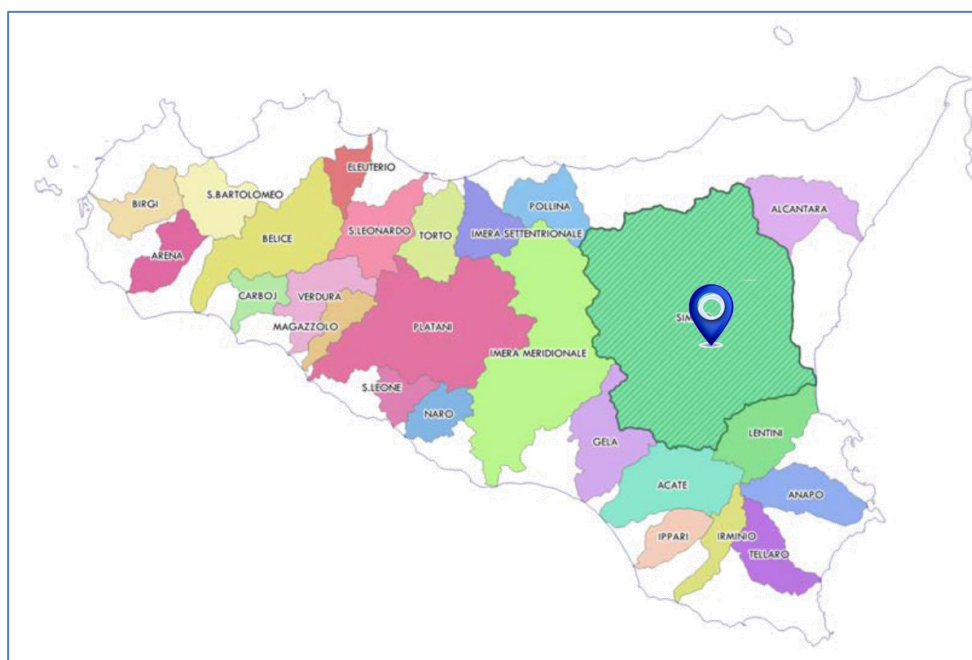 ELEUTERIO
ALCANTARA
S.BARTOLOMEO
BIRGI
POLLINA
S.LEONARDO
IMERA SETTENTRIONALE
TORTO
BELICE
ARENA
CARBOJ
VERDURA
MAGAZZOLO
PLATANI
IMERA MERIDIONALE
S.LEONE
NARO
LENTINI
GELA
ACATE
ANAPO
IPPARI
IRMINIO
TELLARO